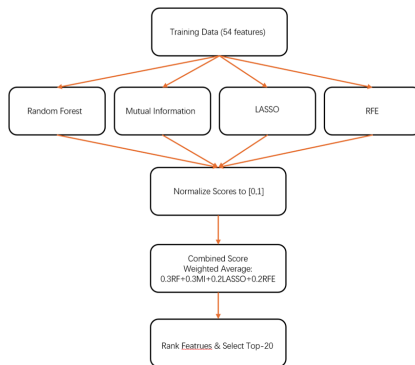 Training Data (54 features)
Random Forest
Mutual Information
LASSO
RFE
Normalize Scores to [0,1]
Combined Score
Weighted Average:
0.3RF+0.3MI+0.2LASSO+0.2RFE
Rank Featrues & Select Top-20